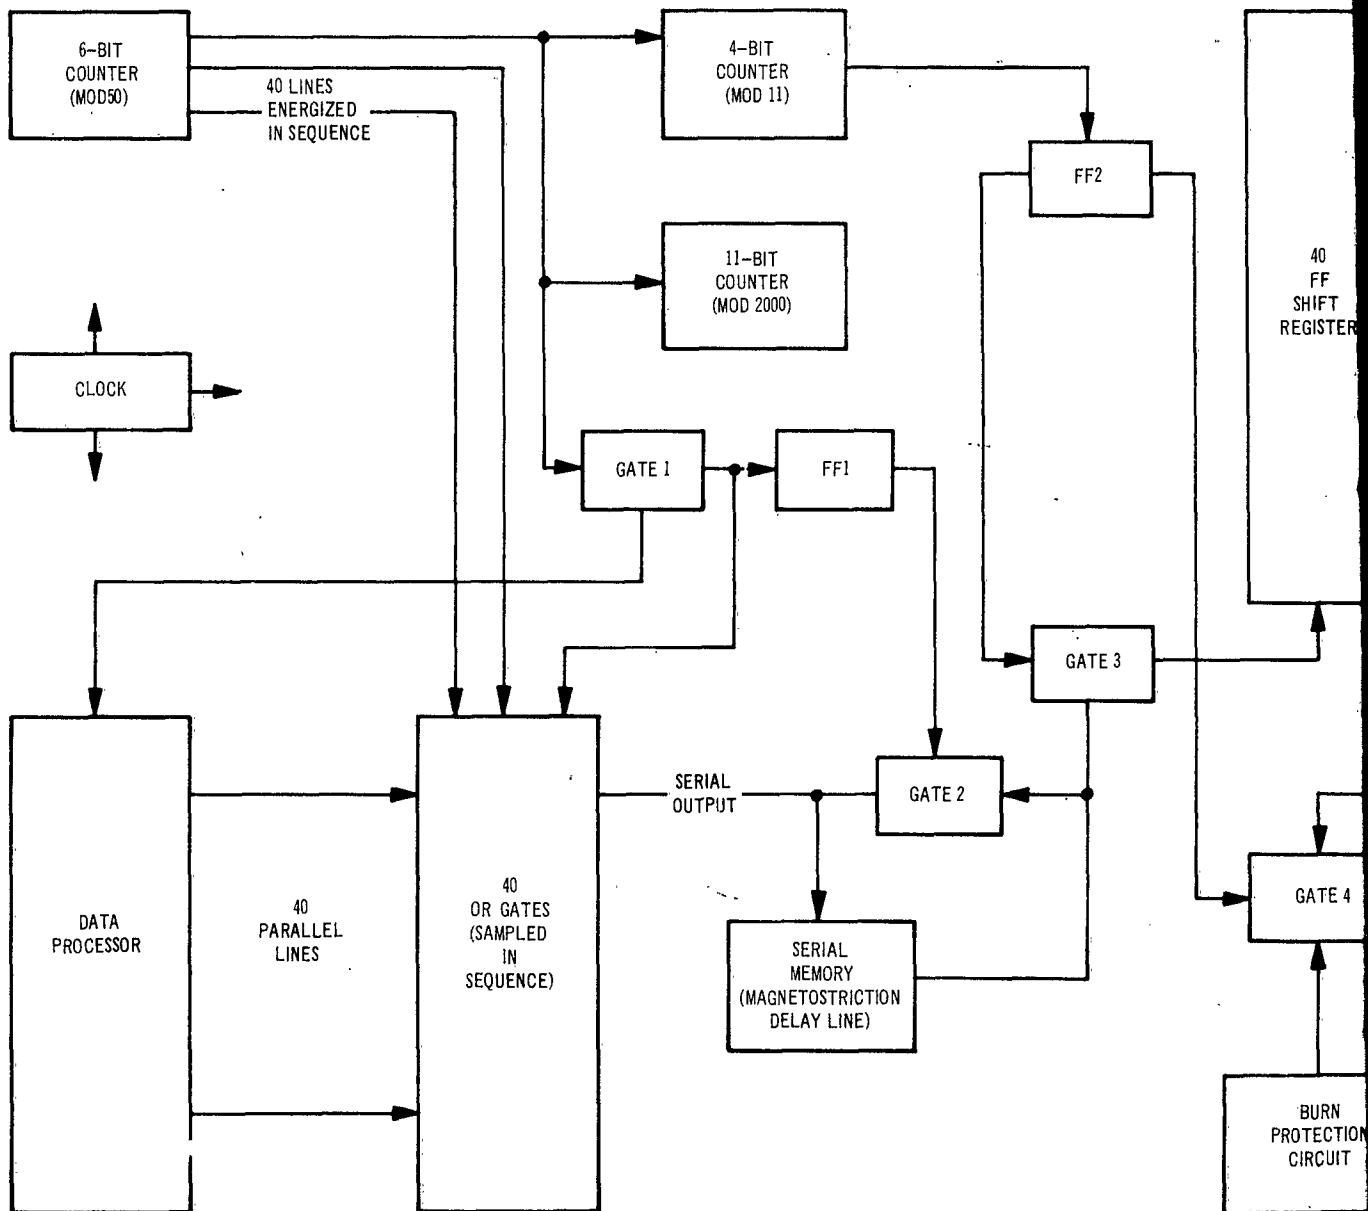 6-BIT
COUNTER
(MOD50)
40 LINES
ENERGIZED
IN SEQUENCE
4-BIT
COUNTER
(MOD 11)
FF2
11-BIT
COUNTER
(MOD 2000)
40
FF
SHIFT
REGISTER
CLOCK
GATE 1
FF1
GATE 3
SERIAL
OUTPUT
GATE 2
DATA
PROCESSOR
40
PARALLEL
LINES
40
OR GATES
(SAMPLED
IN
SEQUENCE)
SERIAL
MEMORY
(MAGNETOSTRICTION
DELAY LINE)
GATE 4
BURN
PROTECTION
CIRCUIT